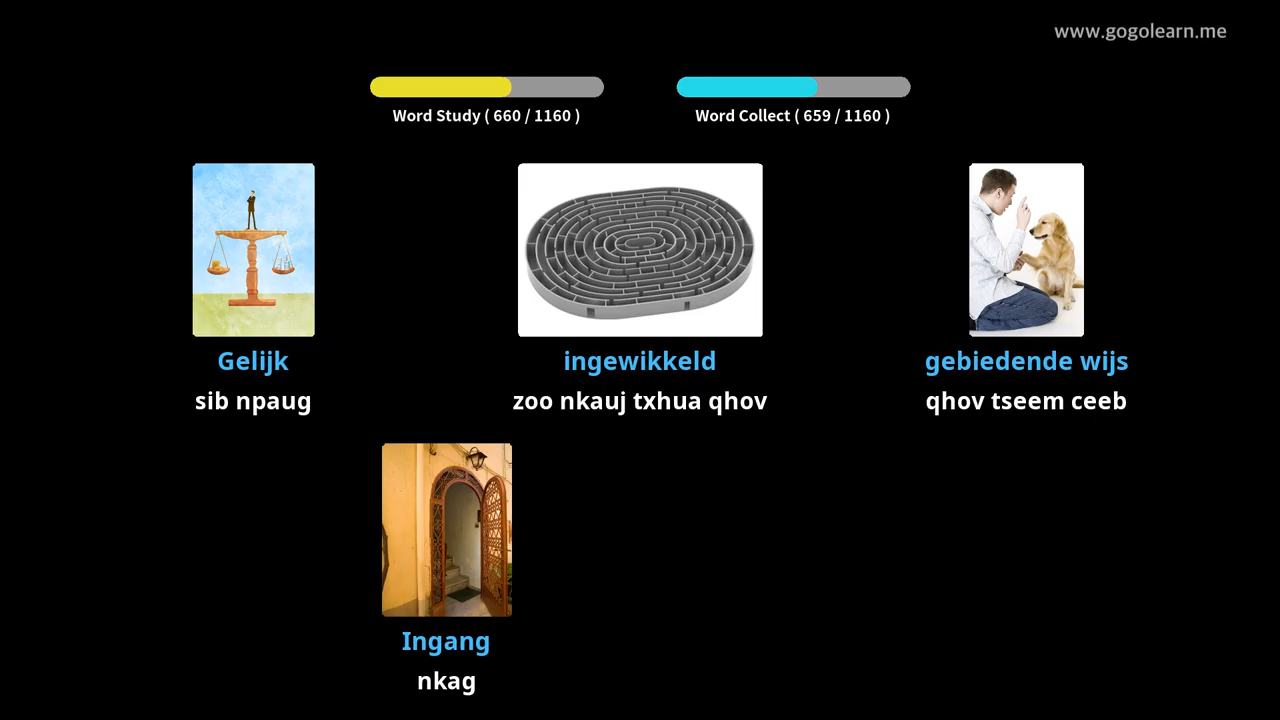 www.gogolearn.me
Word Study ( 660 / 1160 )
Word Collect ( 659 / 1160 )
Gelijk
sib npaug
ingewikkeld
zoo nkauj txhua qhov
gebiedende wijs
qhov tseem ceeb
Ingang
nkag